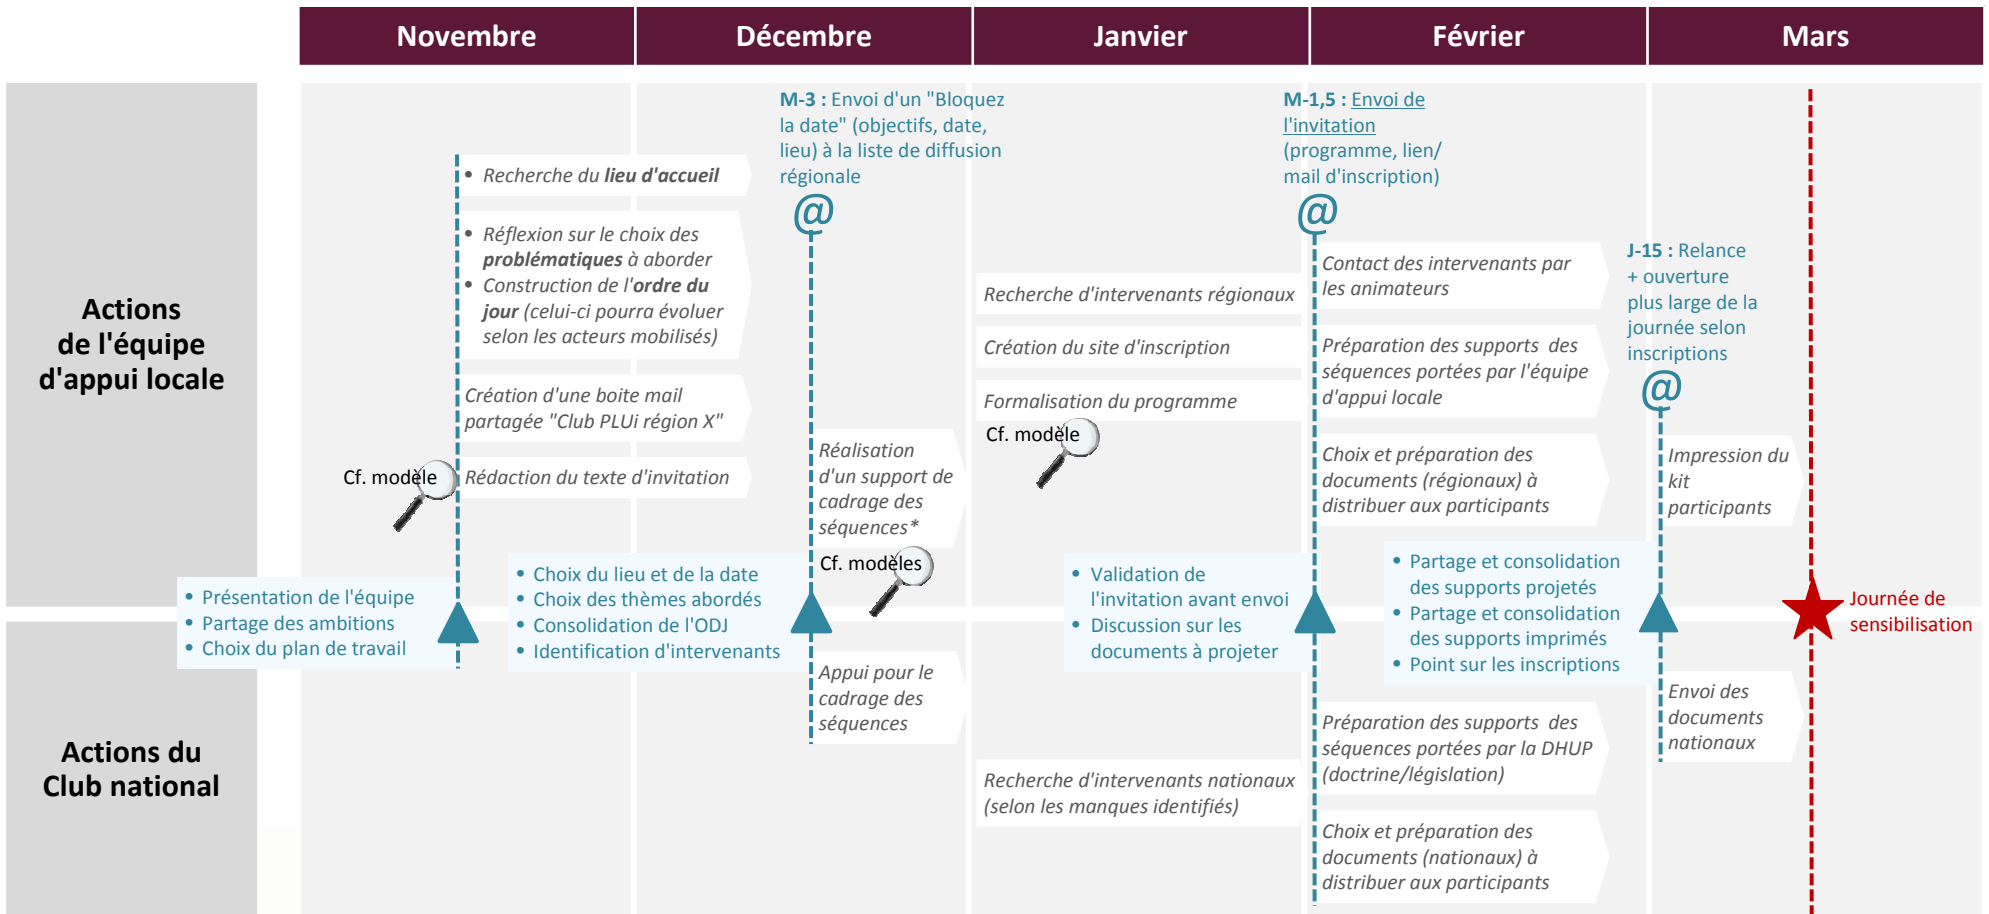 Novembre
Décembre
Janvier
Février
Mars
Actions
de l'équipe
d'appui locale
• Recherche du lieu d'accueil
• Réflexion sur le choix des
problématiques à aborder
• Construction de l'ordre du
jour (celui-ci pourra évoluer
selon les acteurs mobilisés)
Création d'une boite mail
partagée "Club PLUi région X"
Cf. modèle
Rédaction du texte d'invitation
M-3 : Envoi d'un "Bloquez
la date" (objectifs, date,
lieu) à la liste de diffusion
régionale
@
Réalisation
d'un support de
cadrage des
séquences*
Cf. modèles
Recherche d'intervenants régionaux
Création du site d'inscription
Formalisation du programme
Cf. modèle
M-1,5 : Envoi de
l'invitation
(programme, lien/
mail d'inscription)
@
Contact des intervenants par
les animateurs
Préparation des supports des
séquences portées par l'équipe
d'appui locale
Choix et préparation des
documents (régionaux) à
distribuer aux participants
J-15 : Relance
+ ouverture
plus large de la
journée selon
inscriptions
@
Impression du
kit
participants
• Présentation de l'équipe
• Partage des ambitions
• Choix du plan de travail
• Choix du lieu et de la date
• Choix des thèmes abordés
• Consolidation de l'ODJ
• Identification d'intervenants
• Validation de
l'invitation avant envoi
• Discussion sur les
documents à projeter
• Partage et consolidation
des supports projetés
• Partage et consolidation
des supports imprimés
• Point sur les inscriptions
Journée de
sensibilisation
Actions du
Club national
Appui pour le
cadrage des
séquences
Recherche d'intervenants nationaux
(selon les manques identifiés)
Préparation des supports des
séquences portées par la DHUP
(doctrine/législation)
Choix et préparation des
documents (nationaux) à
distribuer aux participants
Envoi des
documents
nationaux